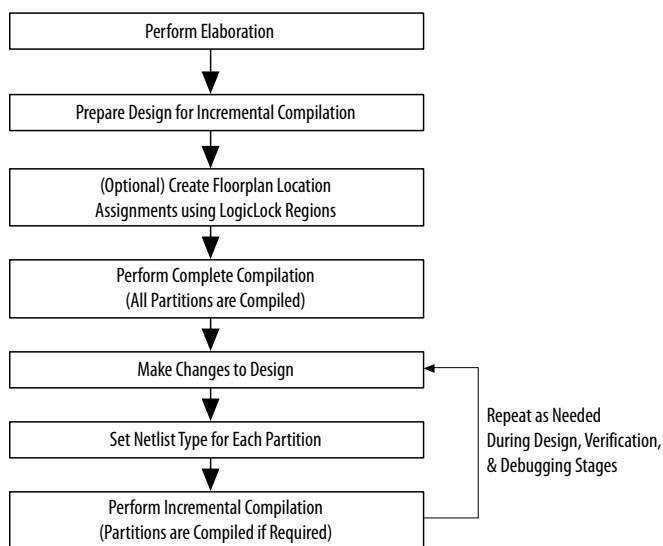 Perform Elaboration
Prepare Design for Incremental Compilation
(Optional) Create Floorplan Location
Assignments using LogicLock Regions
Perform Complete Compilation
(All Partitions are Compiled)
Make Changes to Design
Set Netlist Type for Each Partition
Perform Incremental Compilation
(Partitions are Compiled if Required)
Repeat as Needed
During Design, Verification,
& Debugging Stages